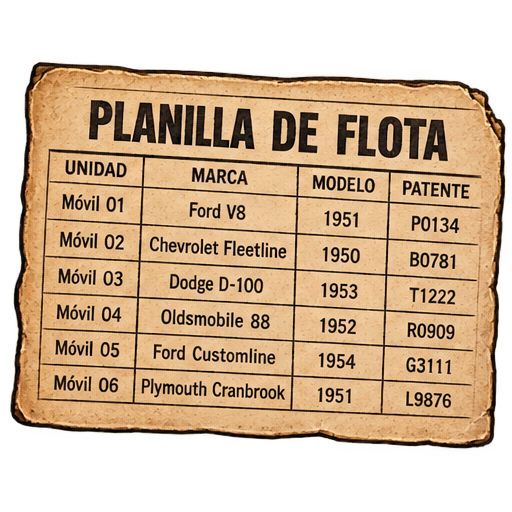 PLANILLA DE FLOTA
UNIDAD MARCA MODELO PATENTE
Móvil 01 Ford V8 1951 P0134
Móvil 02 Chevrolet Fleetline 1950 B0781
Móvil 03 Dodge D-100 1953 T1222
Móvil 04 Oldsmobile 88 1952 R0909
Móvil 05 Ford Customline 1954 G3111
Móvil 06 Plymouth Cranbrook 1951 L9876